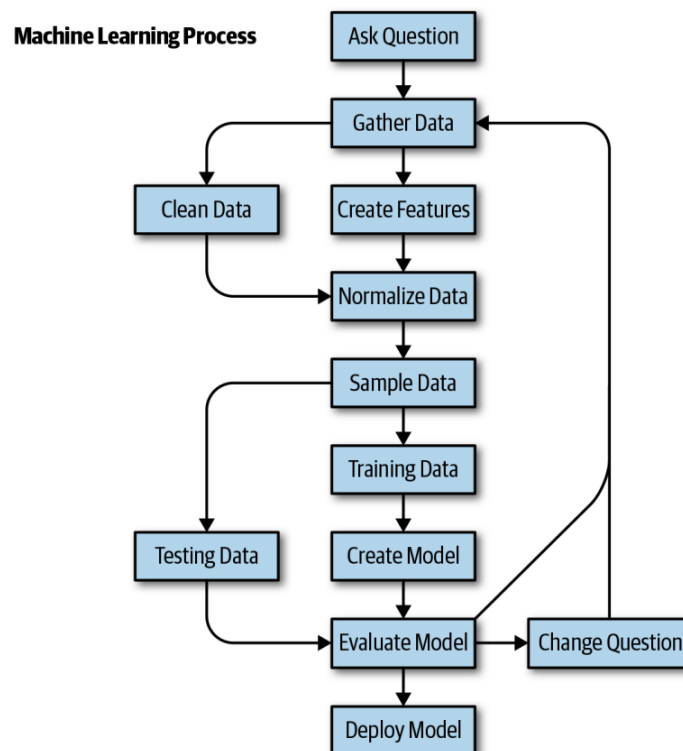 Machine Learning Process
Ask Question
Gather Data
Clean Data
Create Features
Normalize Data
Sample Data
Training Data
Testing Data
Create Model
Evaluate Model
Change Question
Deploy Model